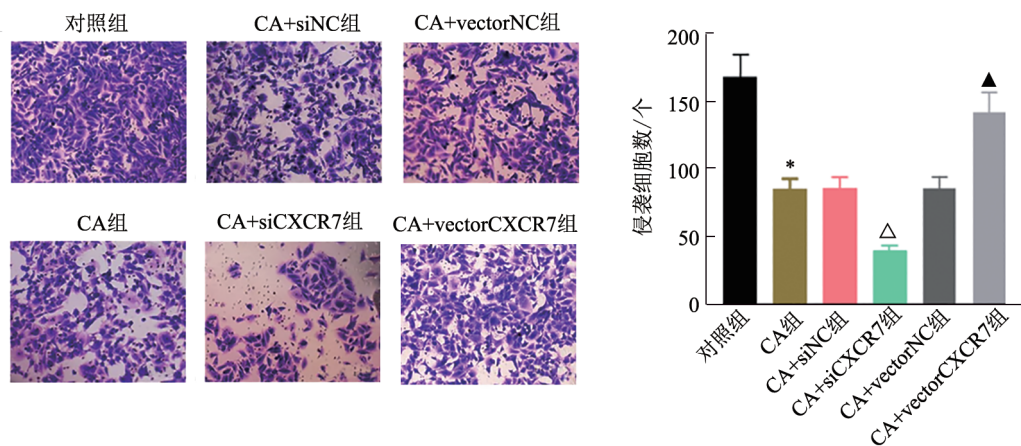 对照组
CA+siNC组
CA+vectorNC组
CA组
CA+siCXCR7组
CA+vectorCXCR7组
侵袭细胞数/个
200
150
100
50
0
*
△
▲
对照组
CA组
CA+siNC组
CA+siCXCR7组
CA+vectorNC组
CA+vectorCXCR7组